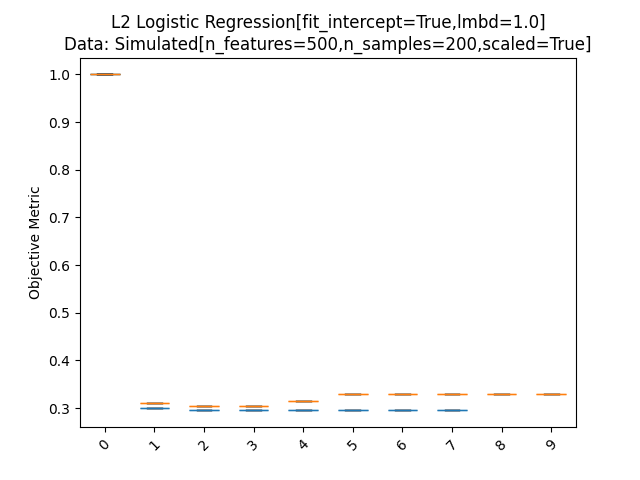 L2 Logistic Regression[fit_intercept=True,lmbd=1.0]
Data: Simulated[n_features=500,n_samples=200,scaled=True]
1.0
0.9
0.8
0.7
0.6
0.5
0.4
0.3
Objective Metric
0 1 2 3 4 5 6 7 8 9